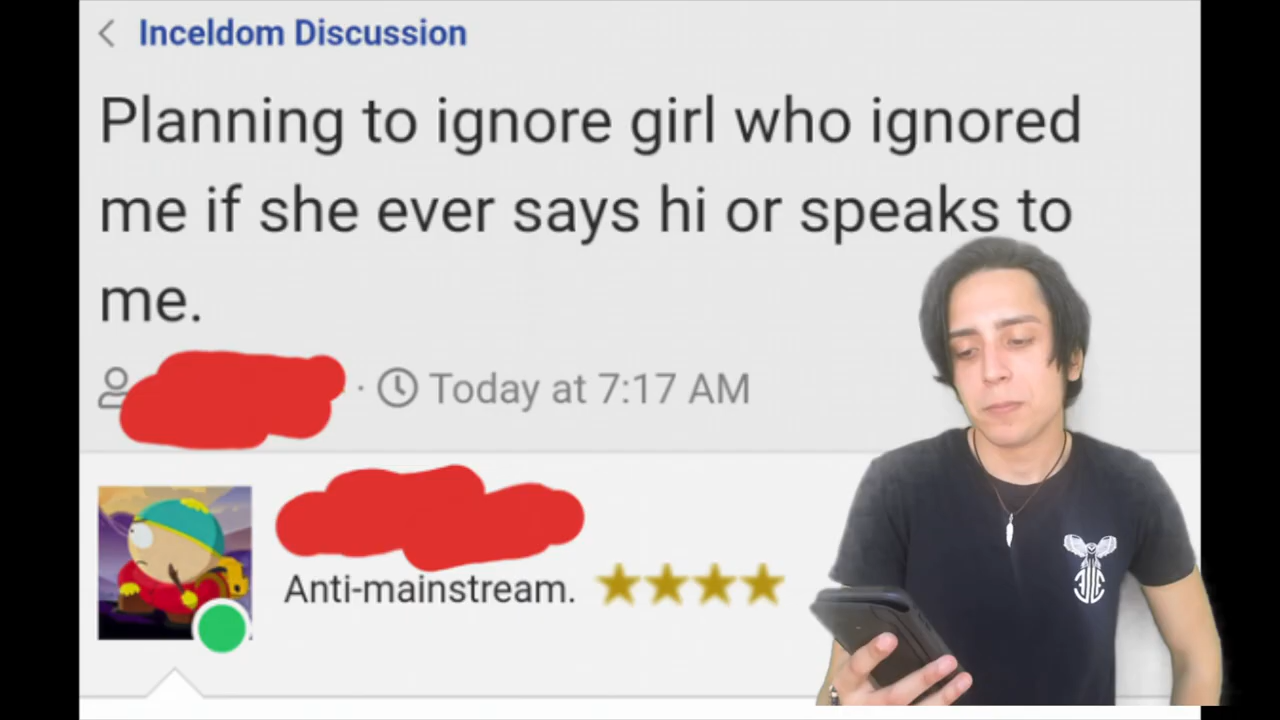 Inceldom Discussion
Planning to ignore girl who ignored
me if she ever says hi or speaks to
me.
· Today at 7:17 AM
Anti-mainstream.